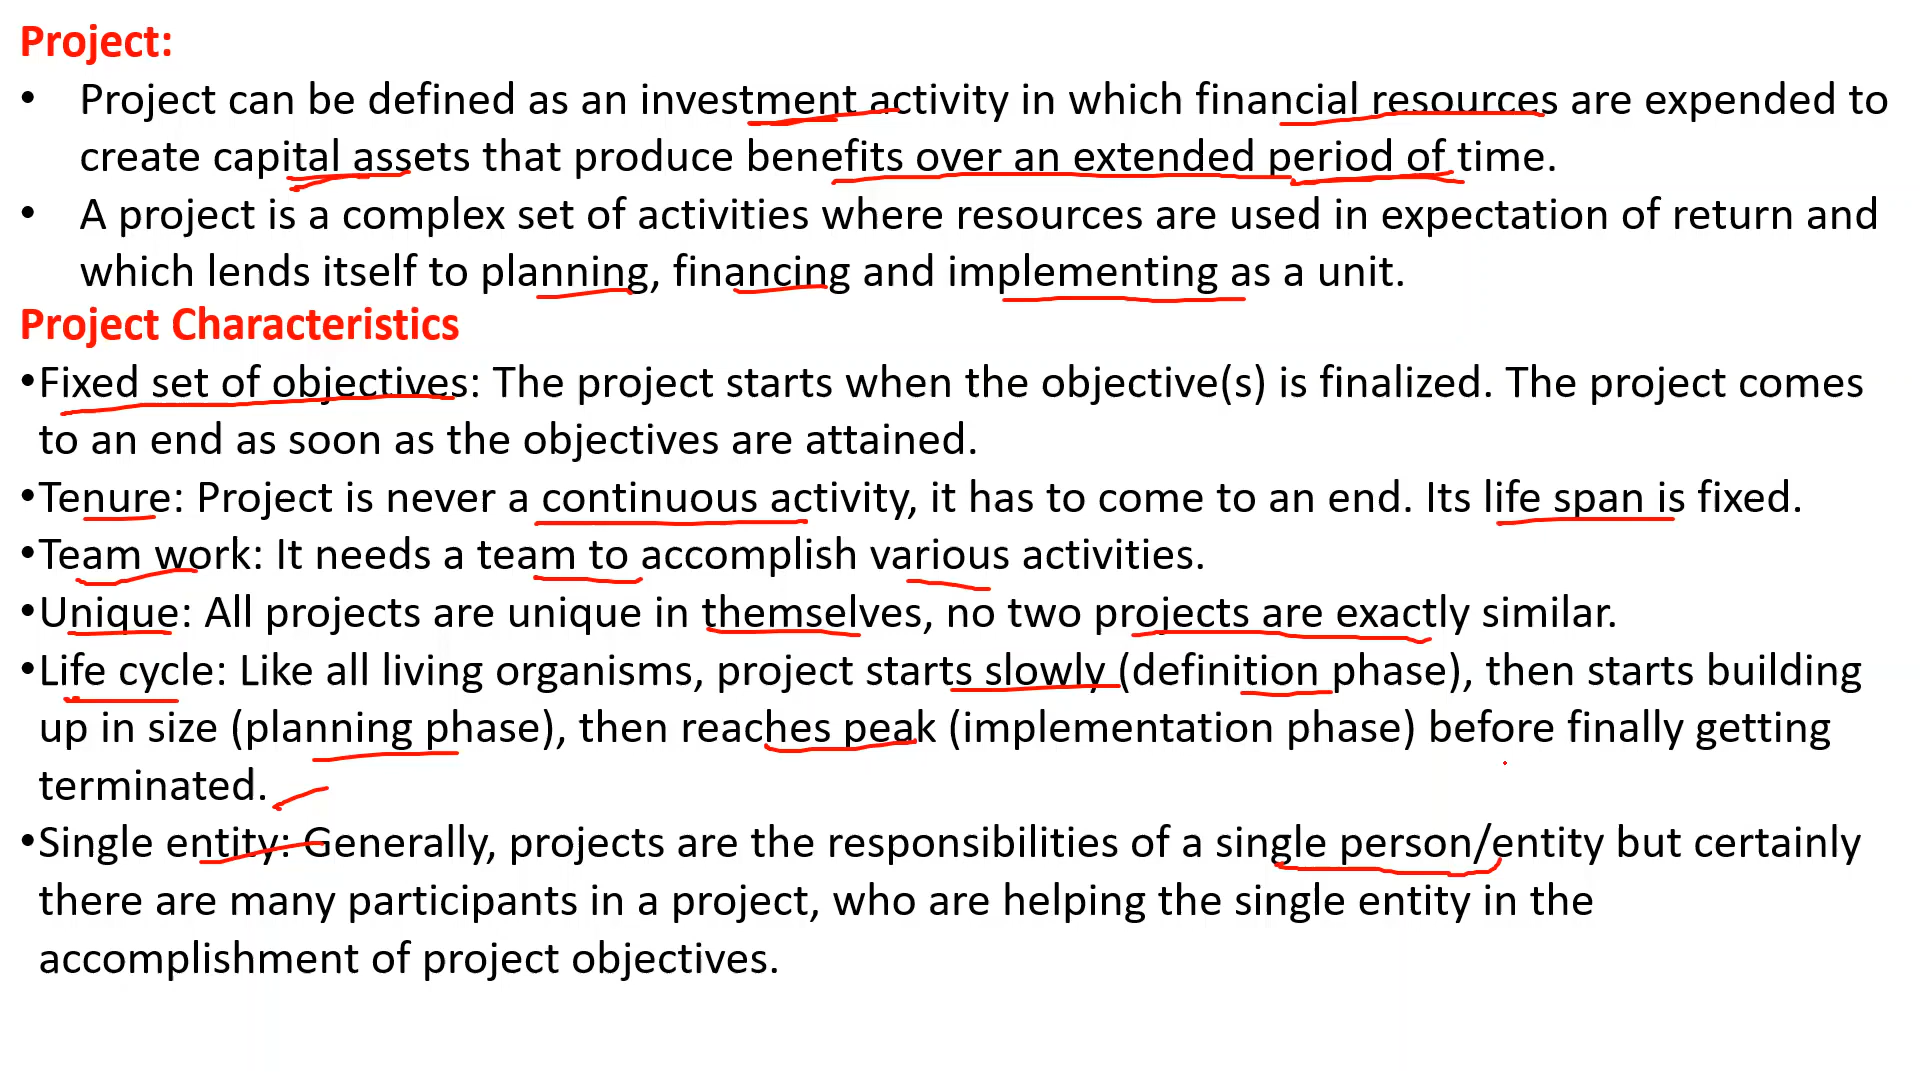 Project:
• Project can be defined as an investment activity in which financial resources are expended to
create capital assets that produce benefits over an extended period of time.
• A project is a complex set of activities where resources are used in expectation of return and
which lends itself to planning, financing and implementing as a unit.
Project Characteristics
•Fixed set of objectives: The project starts when the objective(s) is finalized. The project comes
to an end as soon as the objectives are attained.
•Tenure: Project is never a continuous activity, it has to come to an end. Its life span is fixed.
•Team work: It needs a team to accomplish various activities.
•Unique: All projects are unique in themselves, no two projects are exactly similar.
•Life cycle: Like all living organisms, project starts slowly (definition phase), then starts building
up in size (planning phase), then reaches peak (implementation phase) before finally getting
terminated.
•Single entity: Generally, projects are the responsibilities of a single person/entity but certainly
there are many participants in a project, who are helping the single entity in the
accomplishment of project objectives.